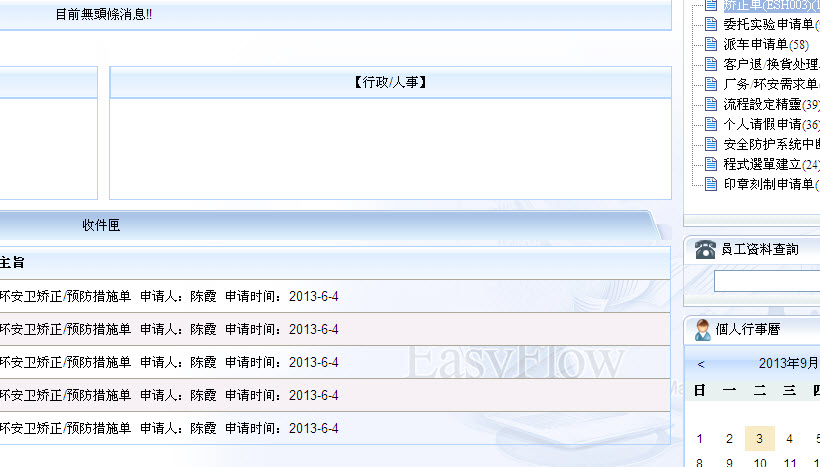 目前無頭條消息!!
【行政/人事】
收件匣
主旨
环安卫矫正/预防措施单 申请人：陈霞 申请时间：2013-6-4
环安卫矫正/预防措施单 申请人：陈霞 申请时间：2013-6-4
环安卫矫正/预防措施单 申请人：陈霞 申请时间：2013-6-4
环安卫矫正/预防措施单 申请人：陈霞 申请时间：2013-6-4
环安卫矫正/预防措施单 申请人：陈霞 申请时间：2013-6-4
EasyFlow
矫正单(ESH003)(1
委托实验申请单(
派车申请单(58)
客户退/换货处理
厂务/环安需求单
流程設定精靈(39)
个人请假申请(36)
安全防护系统中断
程式選單建立(24)
印章刻制申请单(
員工资料查詢
個人行事曆
< 2013年9月
日 一 二 三 四
1 2 3 4 5
8 9 10 11 1